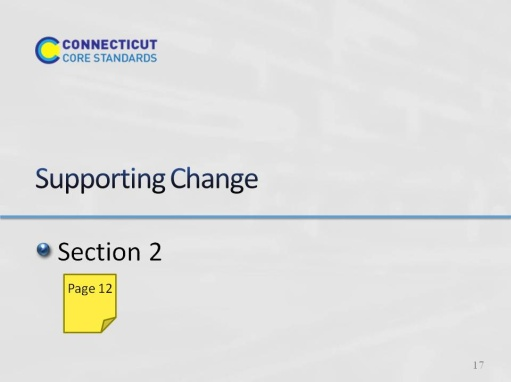 CONNECTICUT
CORE STANDARDS
Supporting Change
Section 2
Page 12
17